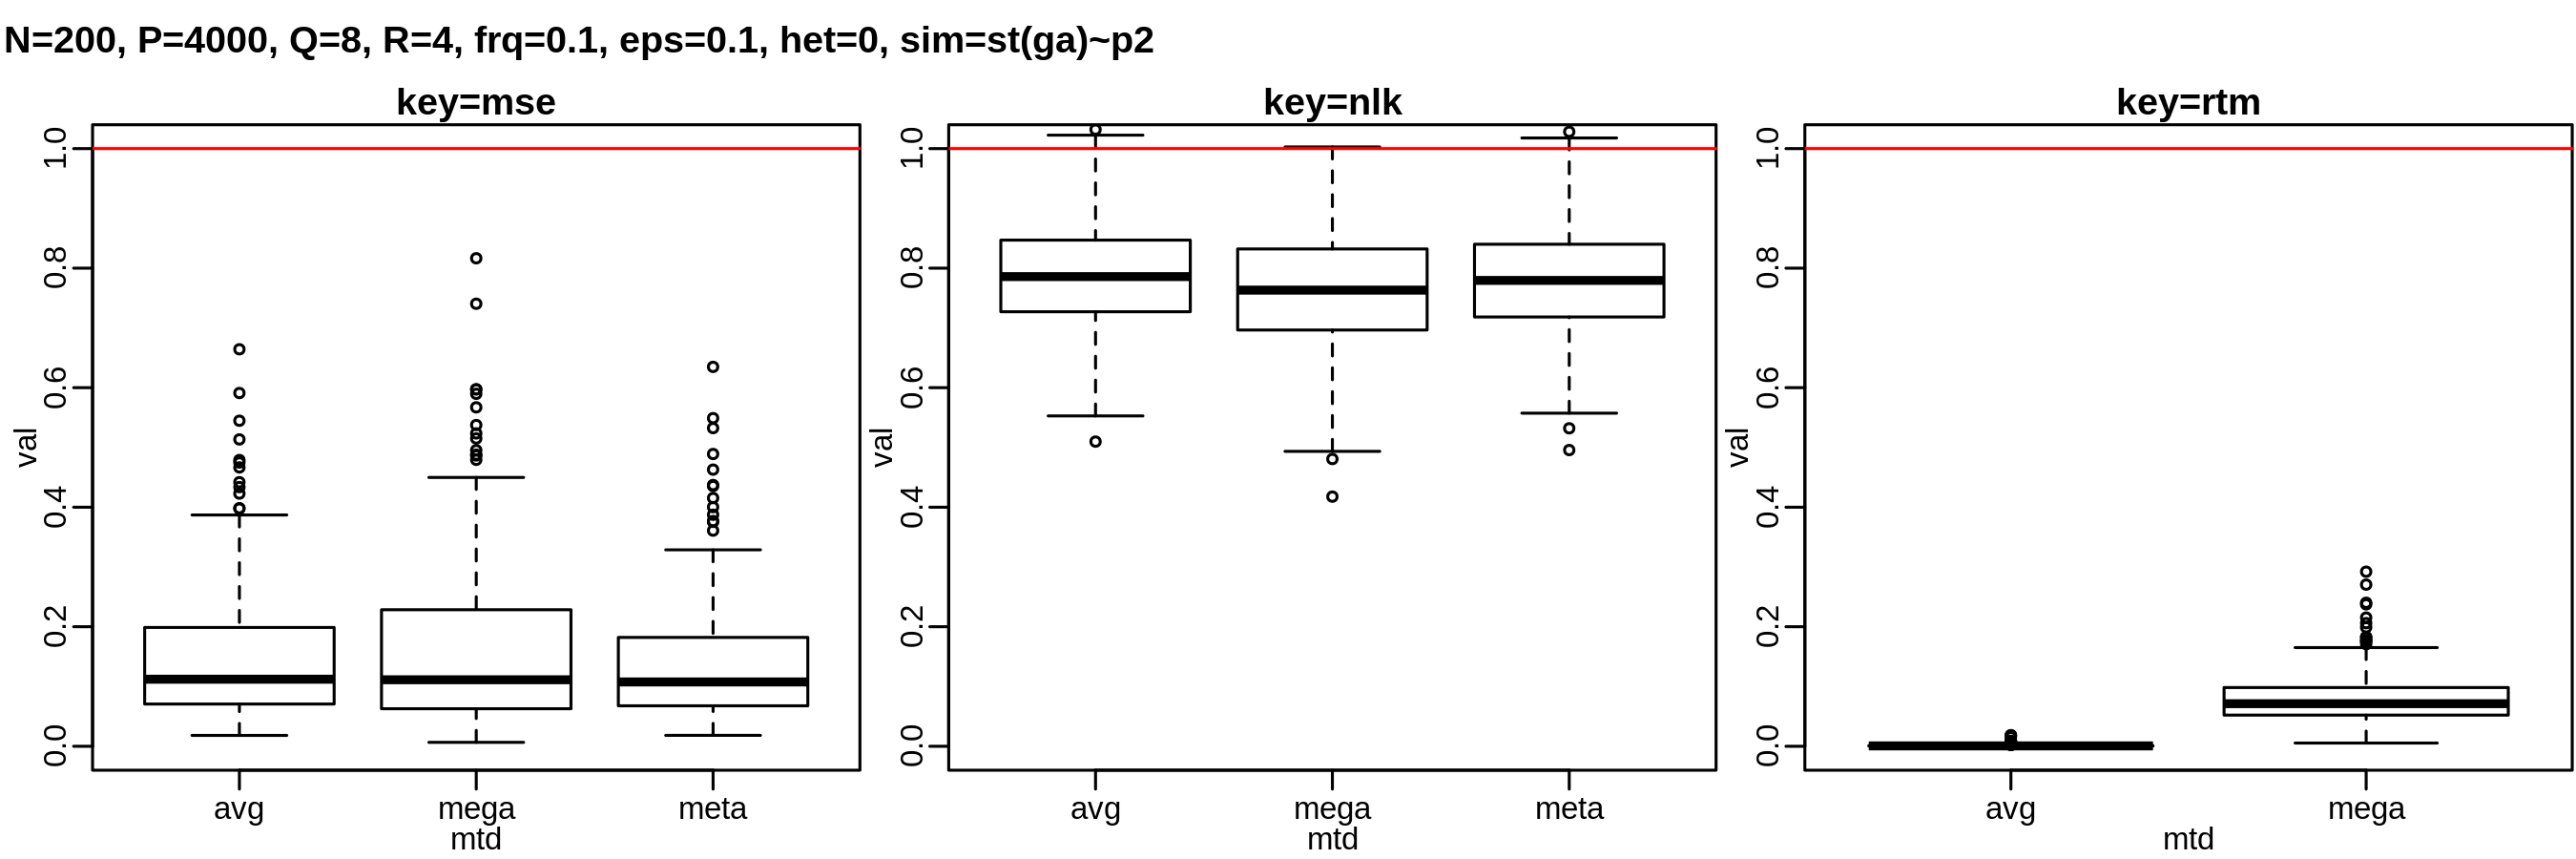 N=200, P=4000, Q=8, R=4, frq=0.1, eps=0.1, het=0, sim=st(ga)~p2
key=mse
val
1.0
0.8
0.6
0.4
0.2
0.0
avg mega meta
mtd
key=nlk
val
1.0
0.8
0.6
0.4
0.2
0.0
avg mega meta
mtd
key=rtm
val
1.0
0.8
0.6
0.4
0.2
0.0
avg mega
mtd